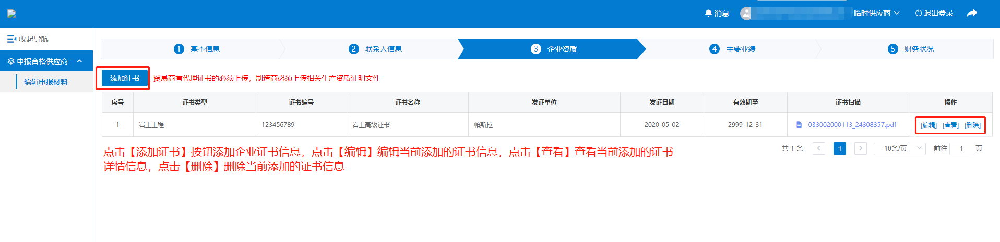 消息 临时供应商 退出登录
收起导航
1 基本信息 2 联系人信息 3 企业资质 4 主要业绩 5 财务状况
申报合格供应商
编辑申报材料
添加证书 贸易商有代理证书的必须上传，制造商必须上传相关生产资质证明文件
序号 证书类型 证书编号 证书名称 发证单位 发证日期 有效期至 证书扫描 操作
1 岩土工程 123456789 岩土高级证书 帕斯拉 2020-05-02 2999-12-31 033002000113_24308357.pdf [编辑] [查看] [删除]
共 1 条 1 10条/页 前往 1 页
点击【添加证书】按钮添加企业证书信息，点击【编辑】编辑当前添加的证书信息，点击【查看】查看当前添加的证书
详情信息，点击【删除】删除当前添加的证书信息